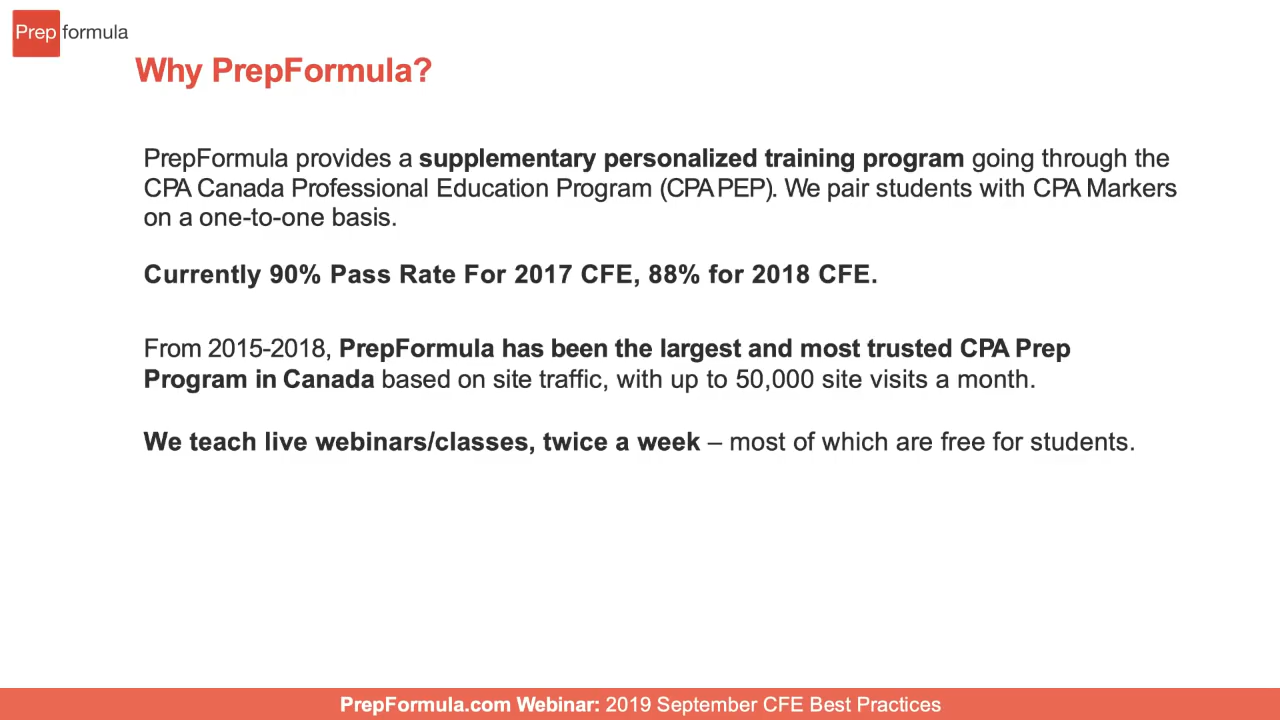 Prep formula
Why PrepFormula?
PrepFormula provides a supplementary personalized training program going through the
CPA Canada Professional Education Program (CPA PEP). We pair students with CPA Markers
on a one-to-one basis.
Currently 90% Pass Rate For 2017 CFE, 88% for 2018 CFE.
From 2015-2018, PrepFormula has been the largest and most trusted CPA Prep
Program in Canada based on site traffic, with up to 50,000 site visits a month.
We teach live webinars/classes, twice a week – most of which are free for students.
PrepFormula.com Webinar: 2019 September CFE Best Practices